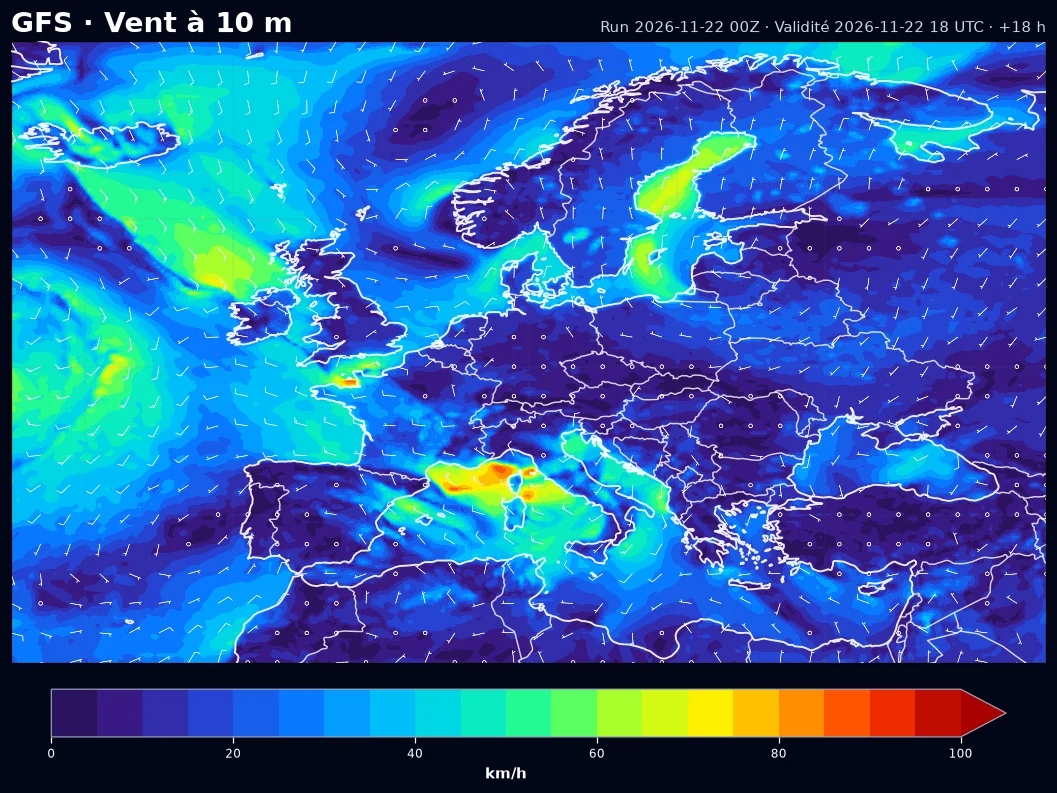 GFS · Vent à 10 m
Run 2026-11-22 00Z · Validité 2026-11-22 18 UTC · +18 h
0 20 40 60 80 100
km/h